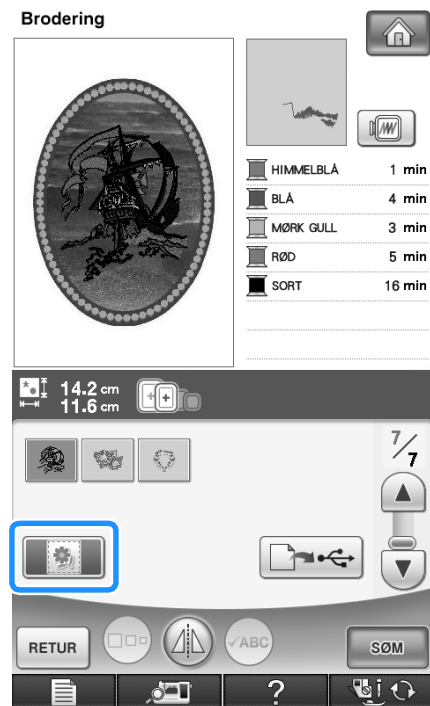 Brodering
HIMMELBLÅ 1 min
BLÅ 4 min
MØRK GULL 3 min
RØD 5 min
SORT 16 min
14.2 cm
11.6 cm
7/7
RETUR
✓ABC
SØM
?